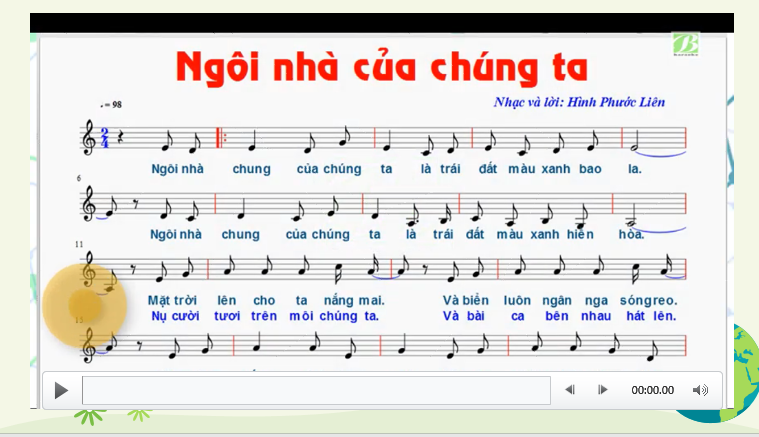 Ngôi nhà của chúng ta
= 98
Nhạc và lời: Hình Phước Liên
2
4
Ngôi nhà chung của chúng ta là trái đất màu xanh bao la.
6
Ngôi nhà chung của chúng ta là trái đất màu xanh hiền hòa.
11
Mặt trời lên cho ta nắng mai. Và biển luôn ngân nga sóng reo.
Nụ cười tươi trên môi chúng ta. Và bài ca bên nhau hát lên.
15
00:00.00